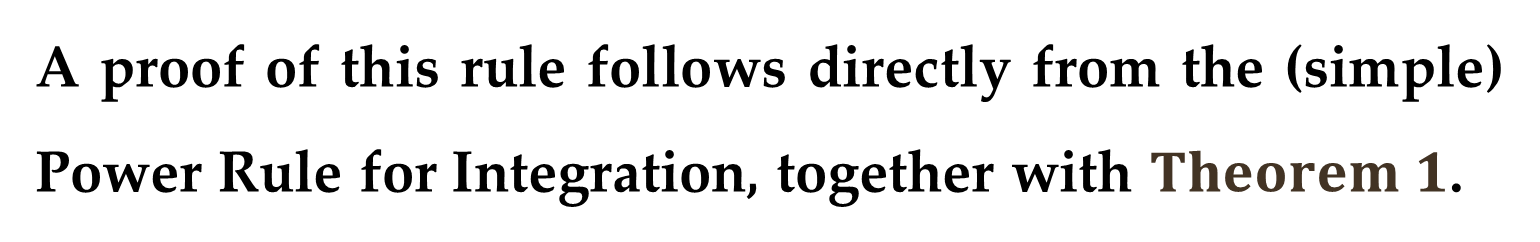 A proof of this rule follows directly from the (simple)
Power Rule for Integration, together with Theorem 1.